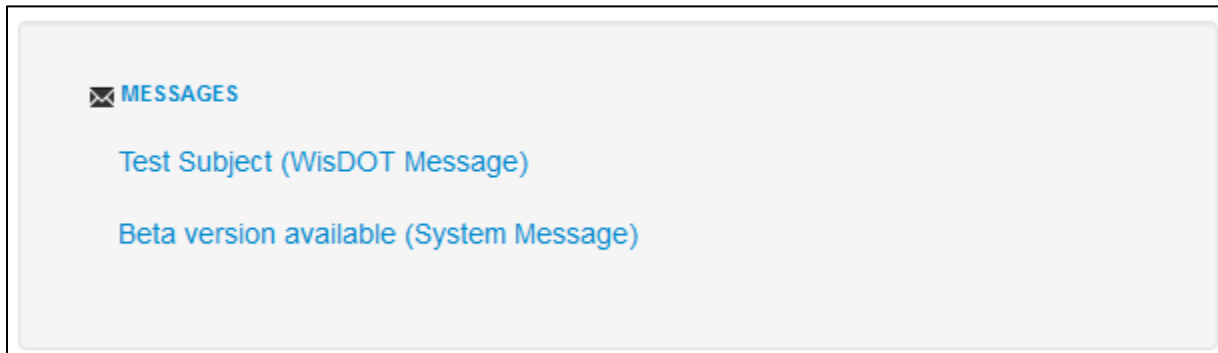 MESSAGES
Test Subject (WisDOT Message)
Beta version available (System Message)